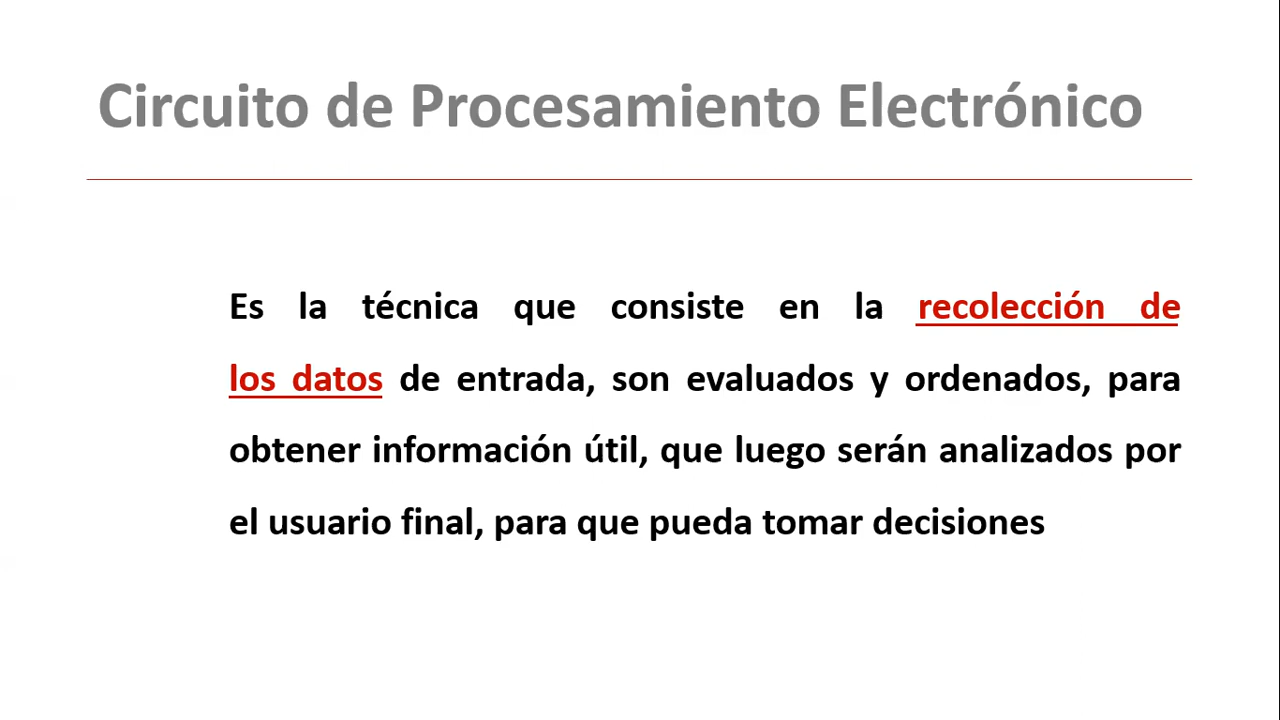 Circuito de Procesamiento Electrónico
Es la técnica que consiste en la recolección de
los datos de entrada, son evaluados y ordenados, para
obtener información útil, que luego serán analizados por
el usuario final, para que pueda tomar decisiones